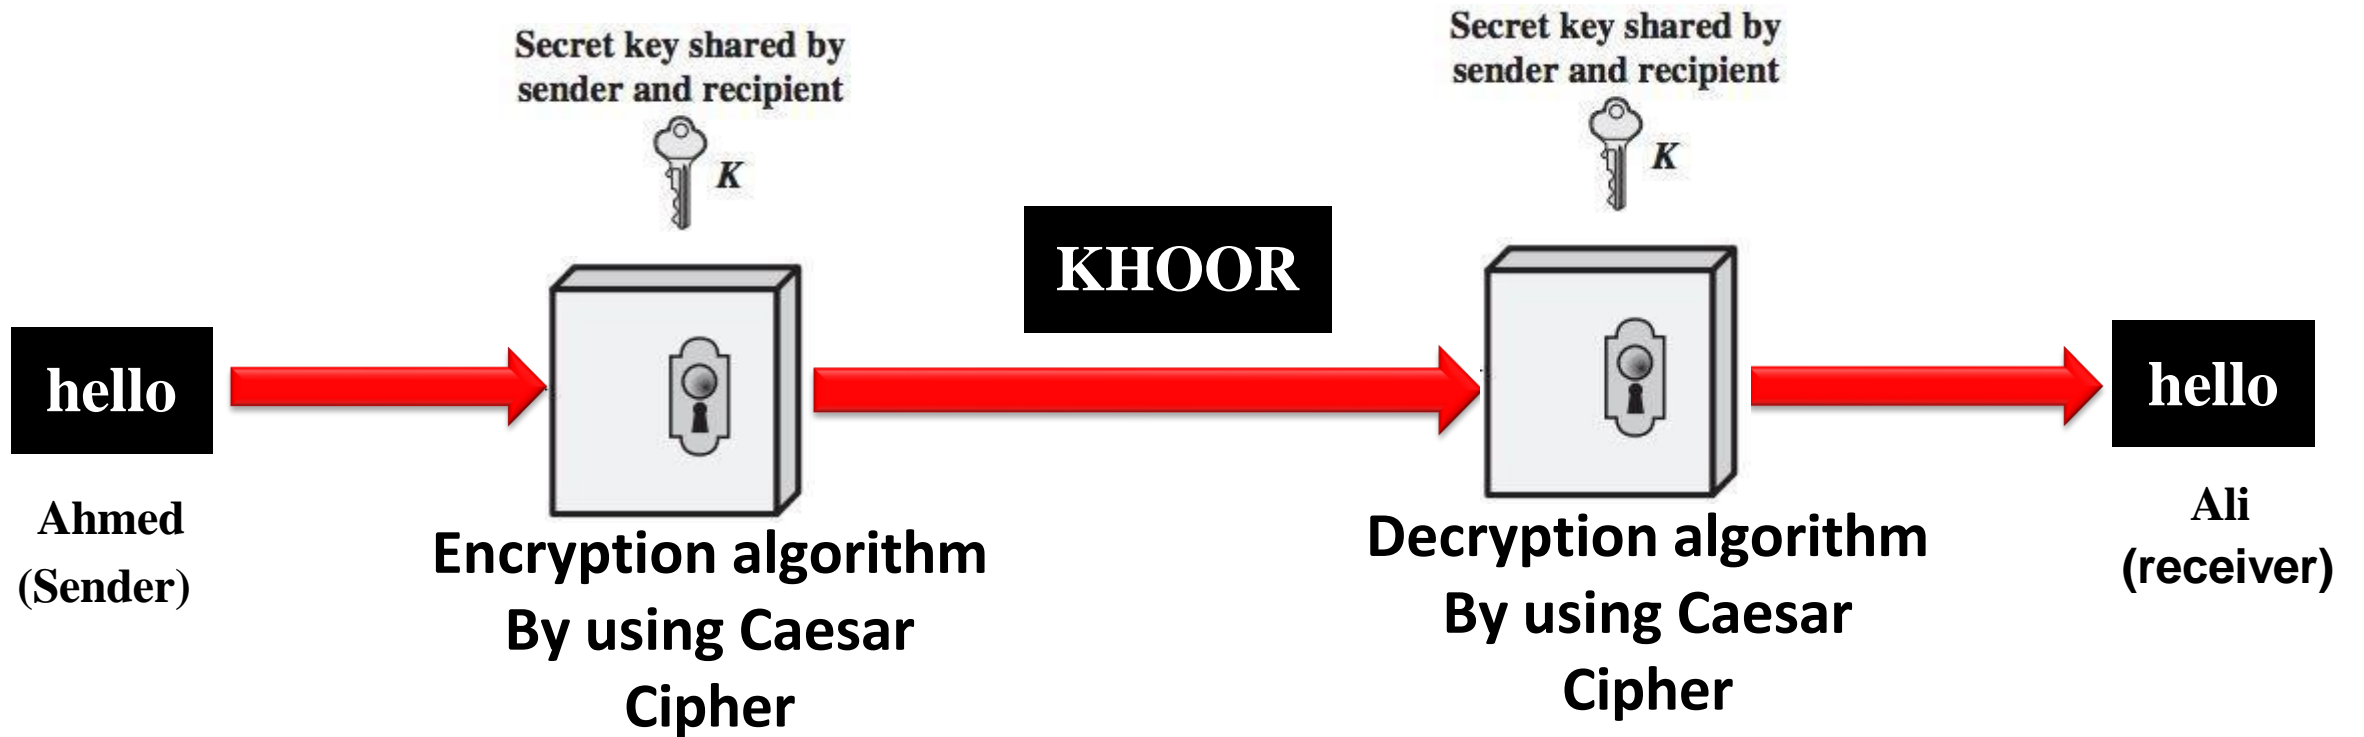 Secret key shared by
sender and recipient
K
Secret key shared by
sender and recipient
K
KHOOR
hello
hello
Ahmed
(Sender)
Encryption algorithm
By using Caesar
Cipher
Decryption algorithm
By using Caesar
Cipher
Ali
(receiver)